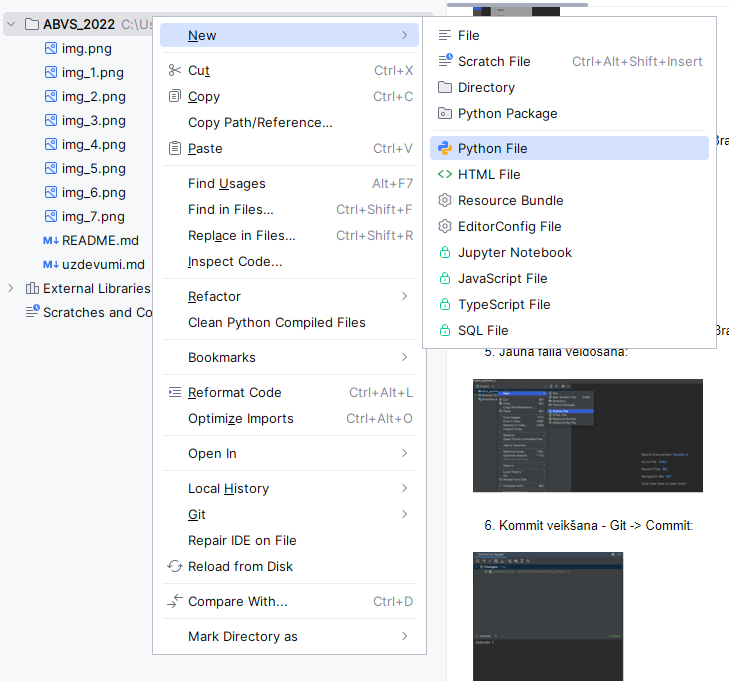 ABVS_2022 C:\Us
img.png
img_1.png
img_2.png
img_3.png
img_4.png
img_5.png
img_6.png
img_7.png
README.md
uzdevumi.md
External Libraries
Scratches and Co
New
Cut Ctrl+X
Copy Ctrl+C
Copy Path/Reference...
Paste Ctrl+V
Find Usages Alt+F7
Find in Files... Ctrl+Shift+F
Replace in Files... Ctrl+Shift+R
Inspect Code...
Refactor
Clean Python Compiled Files
Bookmarks
Reformat Code Ctrl+Alt+L
Optimize Imports Ctrl+Alt+O
Open In
Local History
Git
Repair IDE on File
Reload from Disk
Compare With... Ctrl+D
Mark Directory as
File
Scratch File Ctrl+Alt+Shift+Insert
Directory
Python Package
Python File
HTML File
Resource Bundle
EditorConfig File
Jupyter Notebook
JavaScript File
TypeScript File
SQL File
5. Jauna faila veidošana:
6. Kommit veikšana - Git -> Commit: